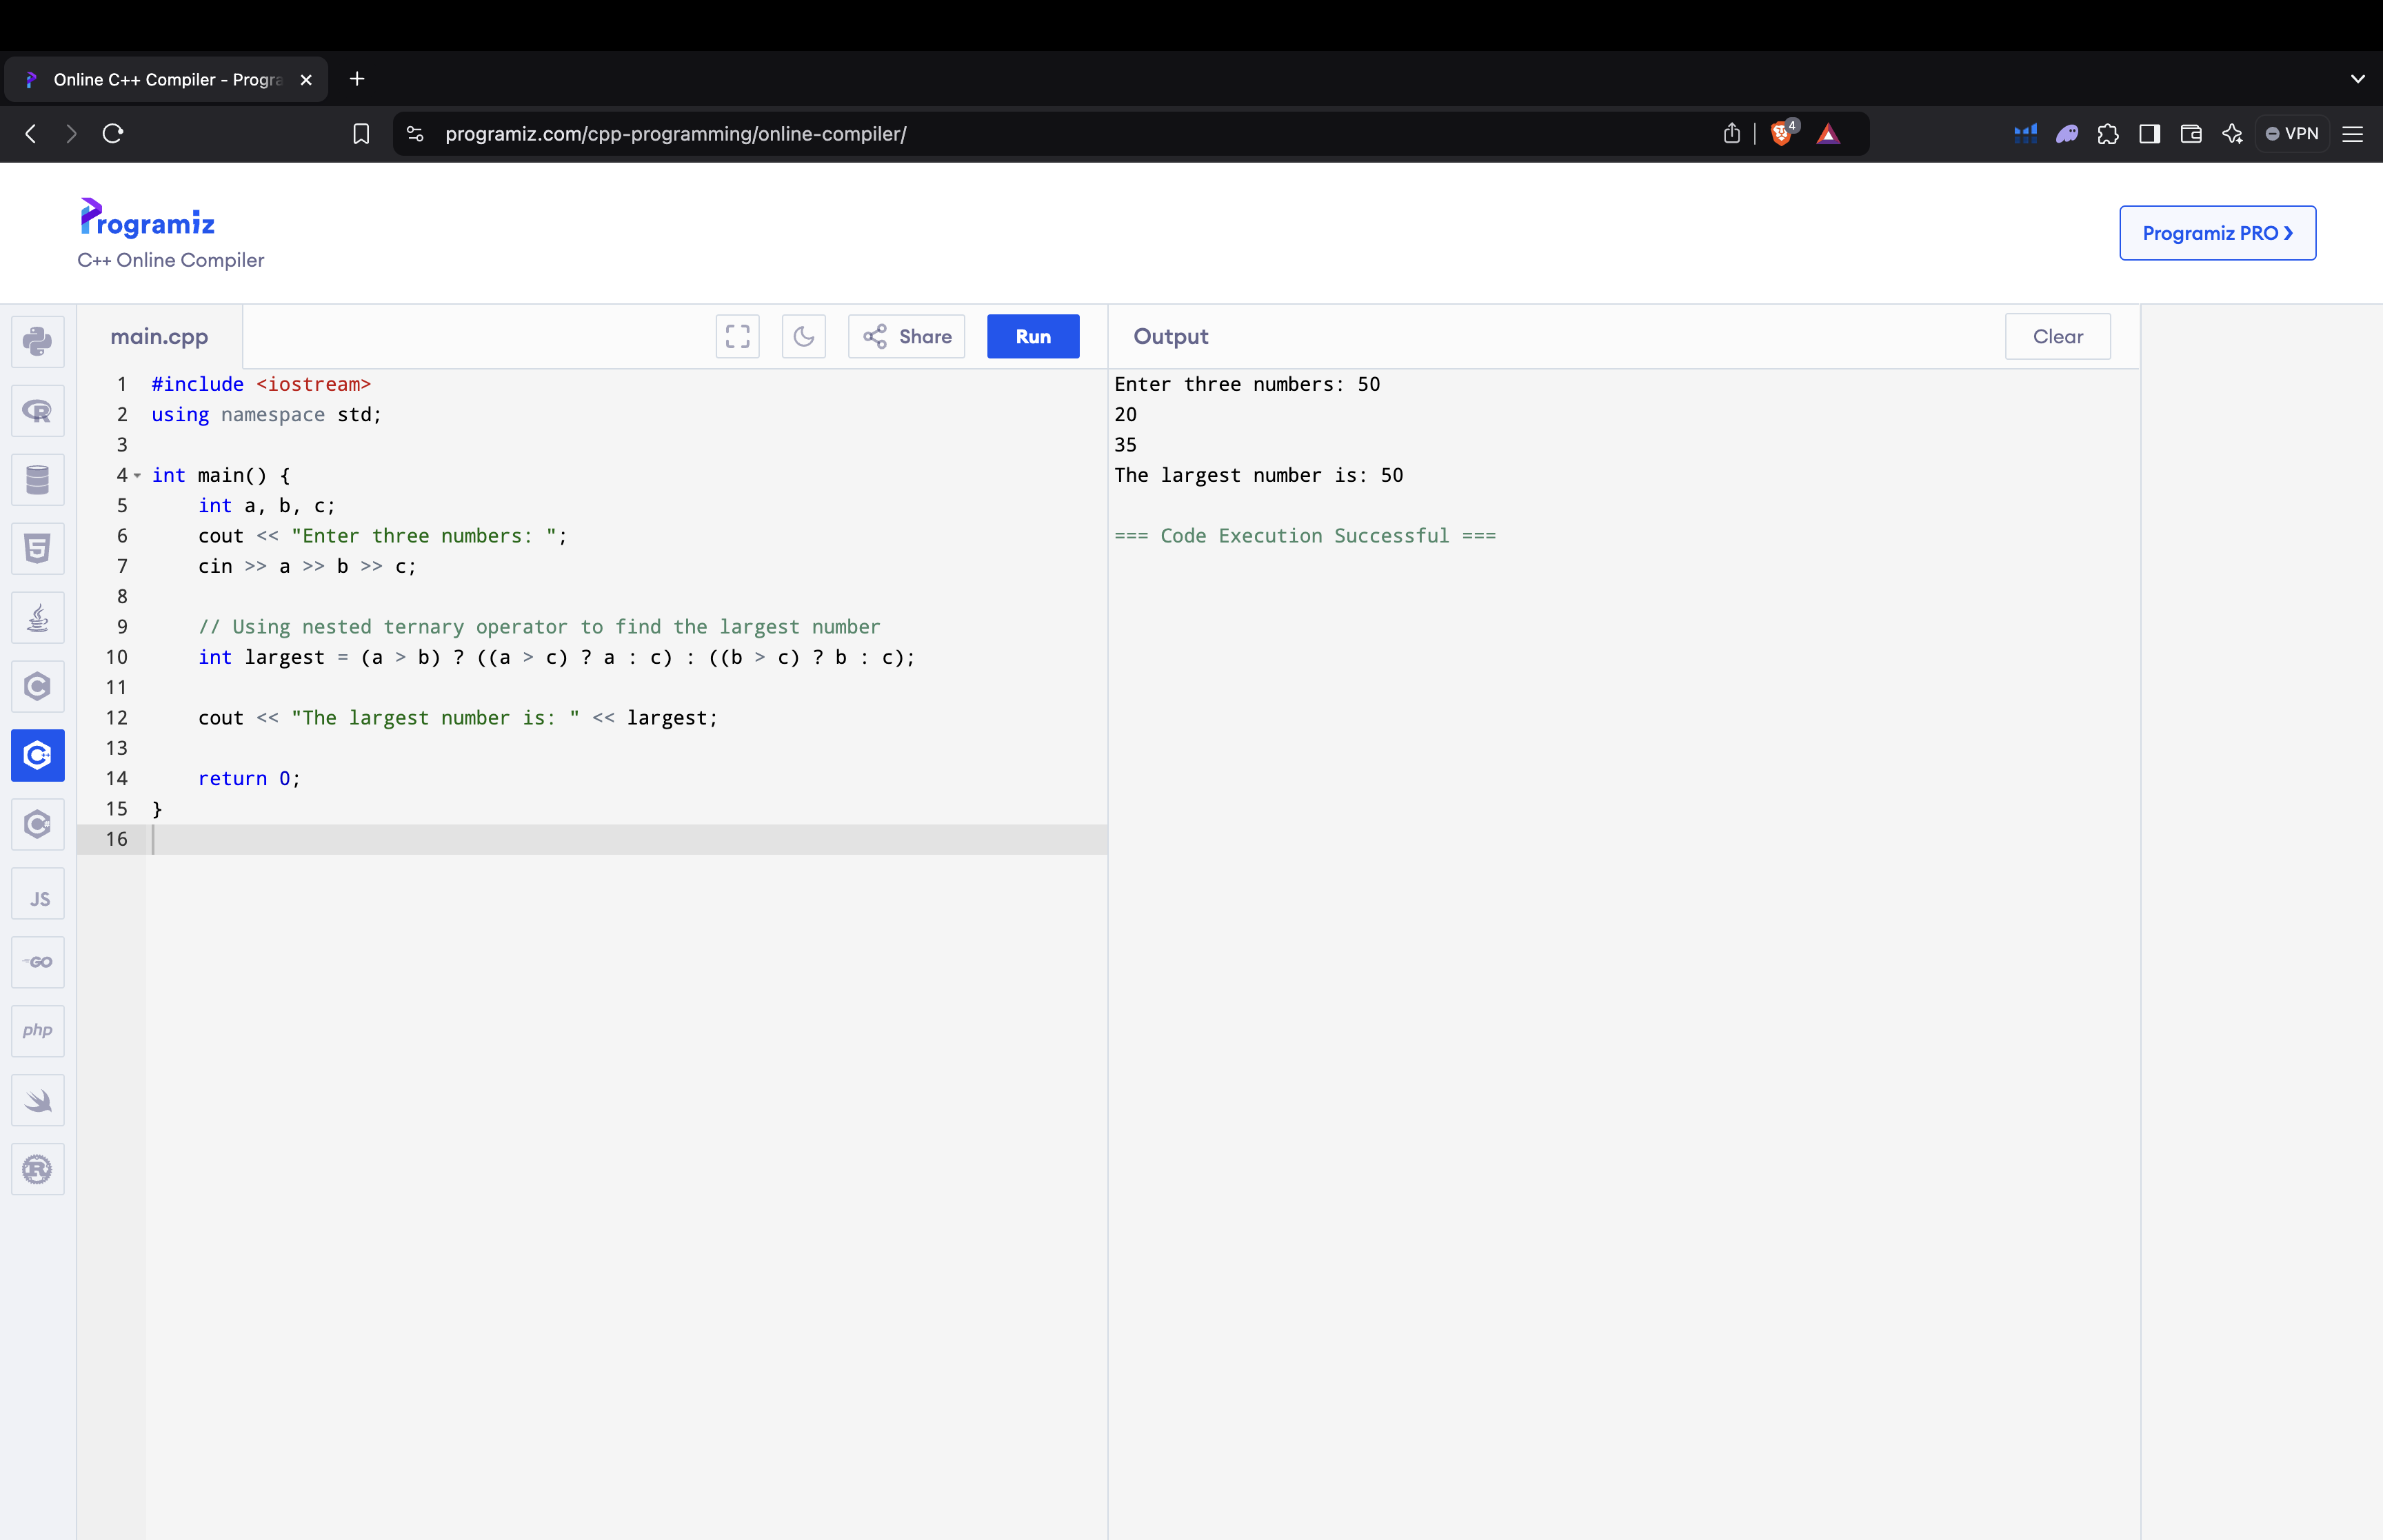 Online C++ Compiler - Progra
programiz.com/cpp-programming/online-compiler/
4
VPN
Programiz
C++ Online Compiler
Programiz PRO ❯
main.cpp
Share
Run
Output
Clear
1 #include <iostream>
2 using namespace std;
3
4 int main() {
5     int a, b, c;
6     cout << "Enter three numbers: ";
7     cin >> a >> b >> c;
8
9     // Using nested ternary operator to find the largest number
10     int largest = (a > b) ? ((a > c) ? a : c) : ((b > c) ? b : c);
11
12     cout << "The largest number is: " << largest;
13
14     return 0;
15 }
16
Enter three numbers: 50
20
35
The largest number is: 50
=== Code Execution Successful ===
R
5
C
C
C
JS
GO
php
R